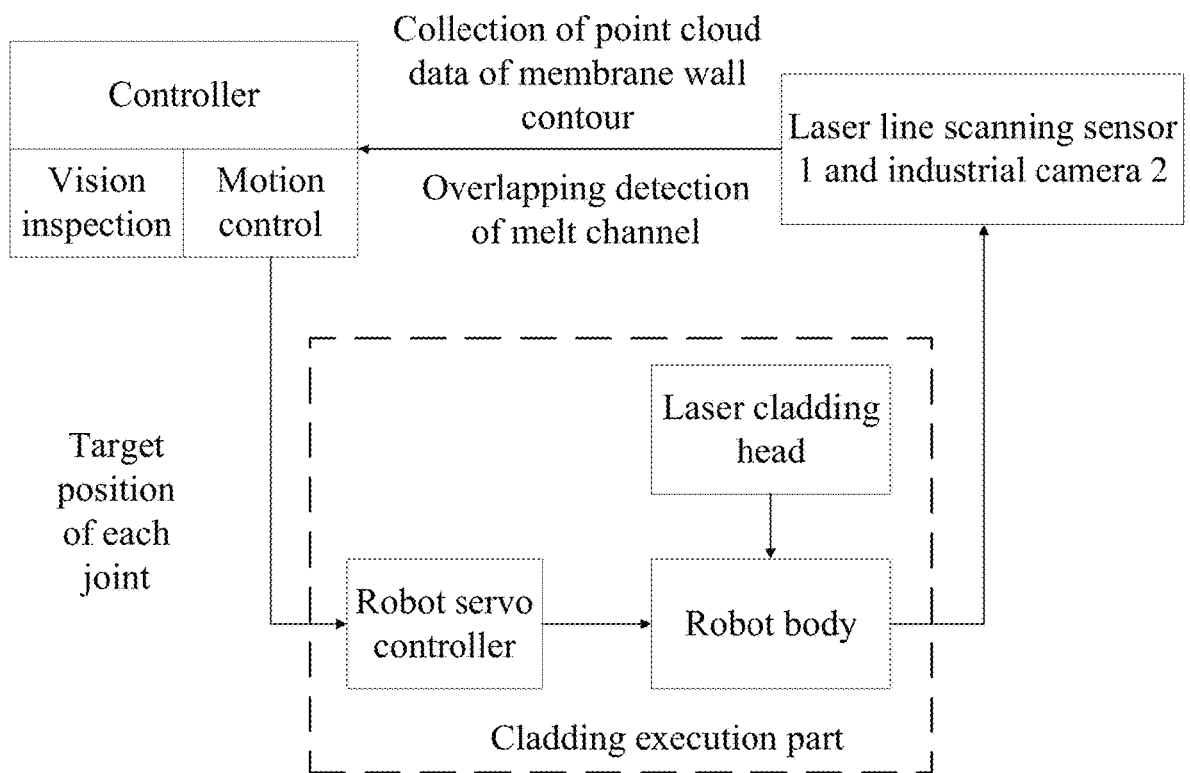 Controller
Vision
inspection
Motion
control
Collection of point cloud
data of membrane wall
contour
Overlapping detection
of melt channel
Laser line scanning sensor
1 and industrial camera 2
Target
position
of each
joint
Laser cladding
head
Robot servo
controller
Robot body
Cladding execution part